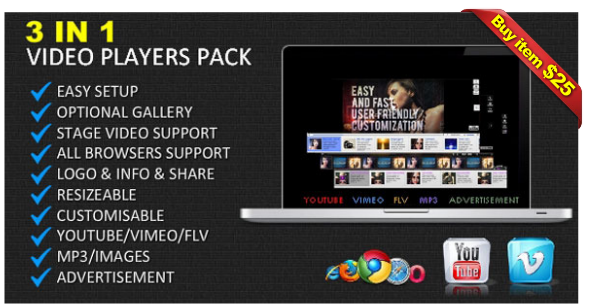 3 IN 1
VIDEO PLAYERS PACK
Buy item $25
EASY SETUP
OPTIONAL GALLERY
STAGE VIDEO SUPPORT
ALL BROWSERS SUPPORT
LOGO & INFO & SHARE
RESIZEABLE
CUSTOMISABLE
YOUTUBE/VIMEO/FLV
MP3/IMAGES
ADVERTISEMENT
EASY
AND FAST
USER FRIENDLY
CUSTOMIZATION
YOUTUBE VIMEO FLV MP3 ADVERTISEMENT
You
Tube